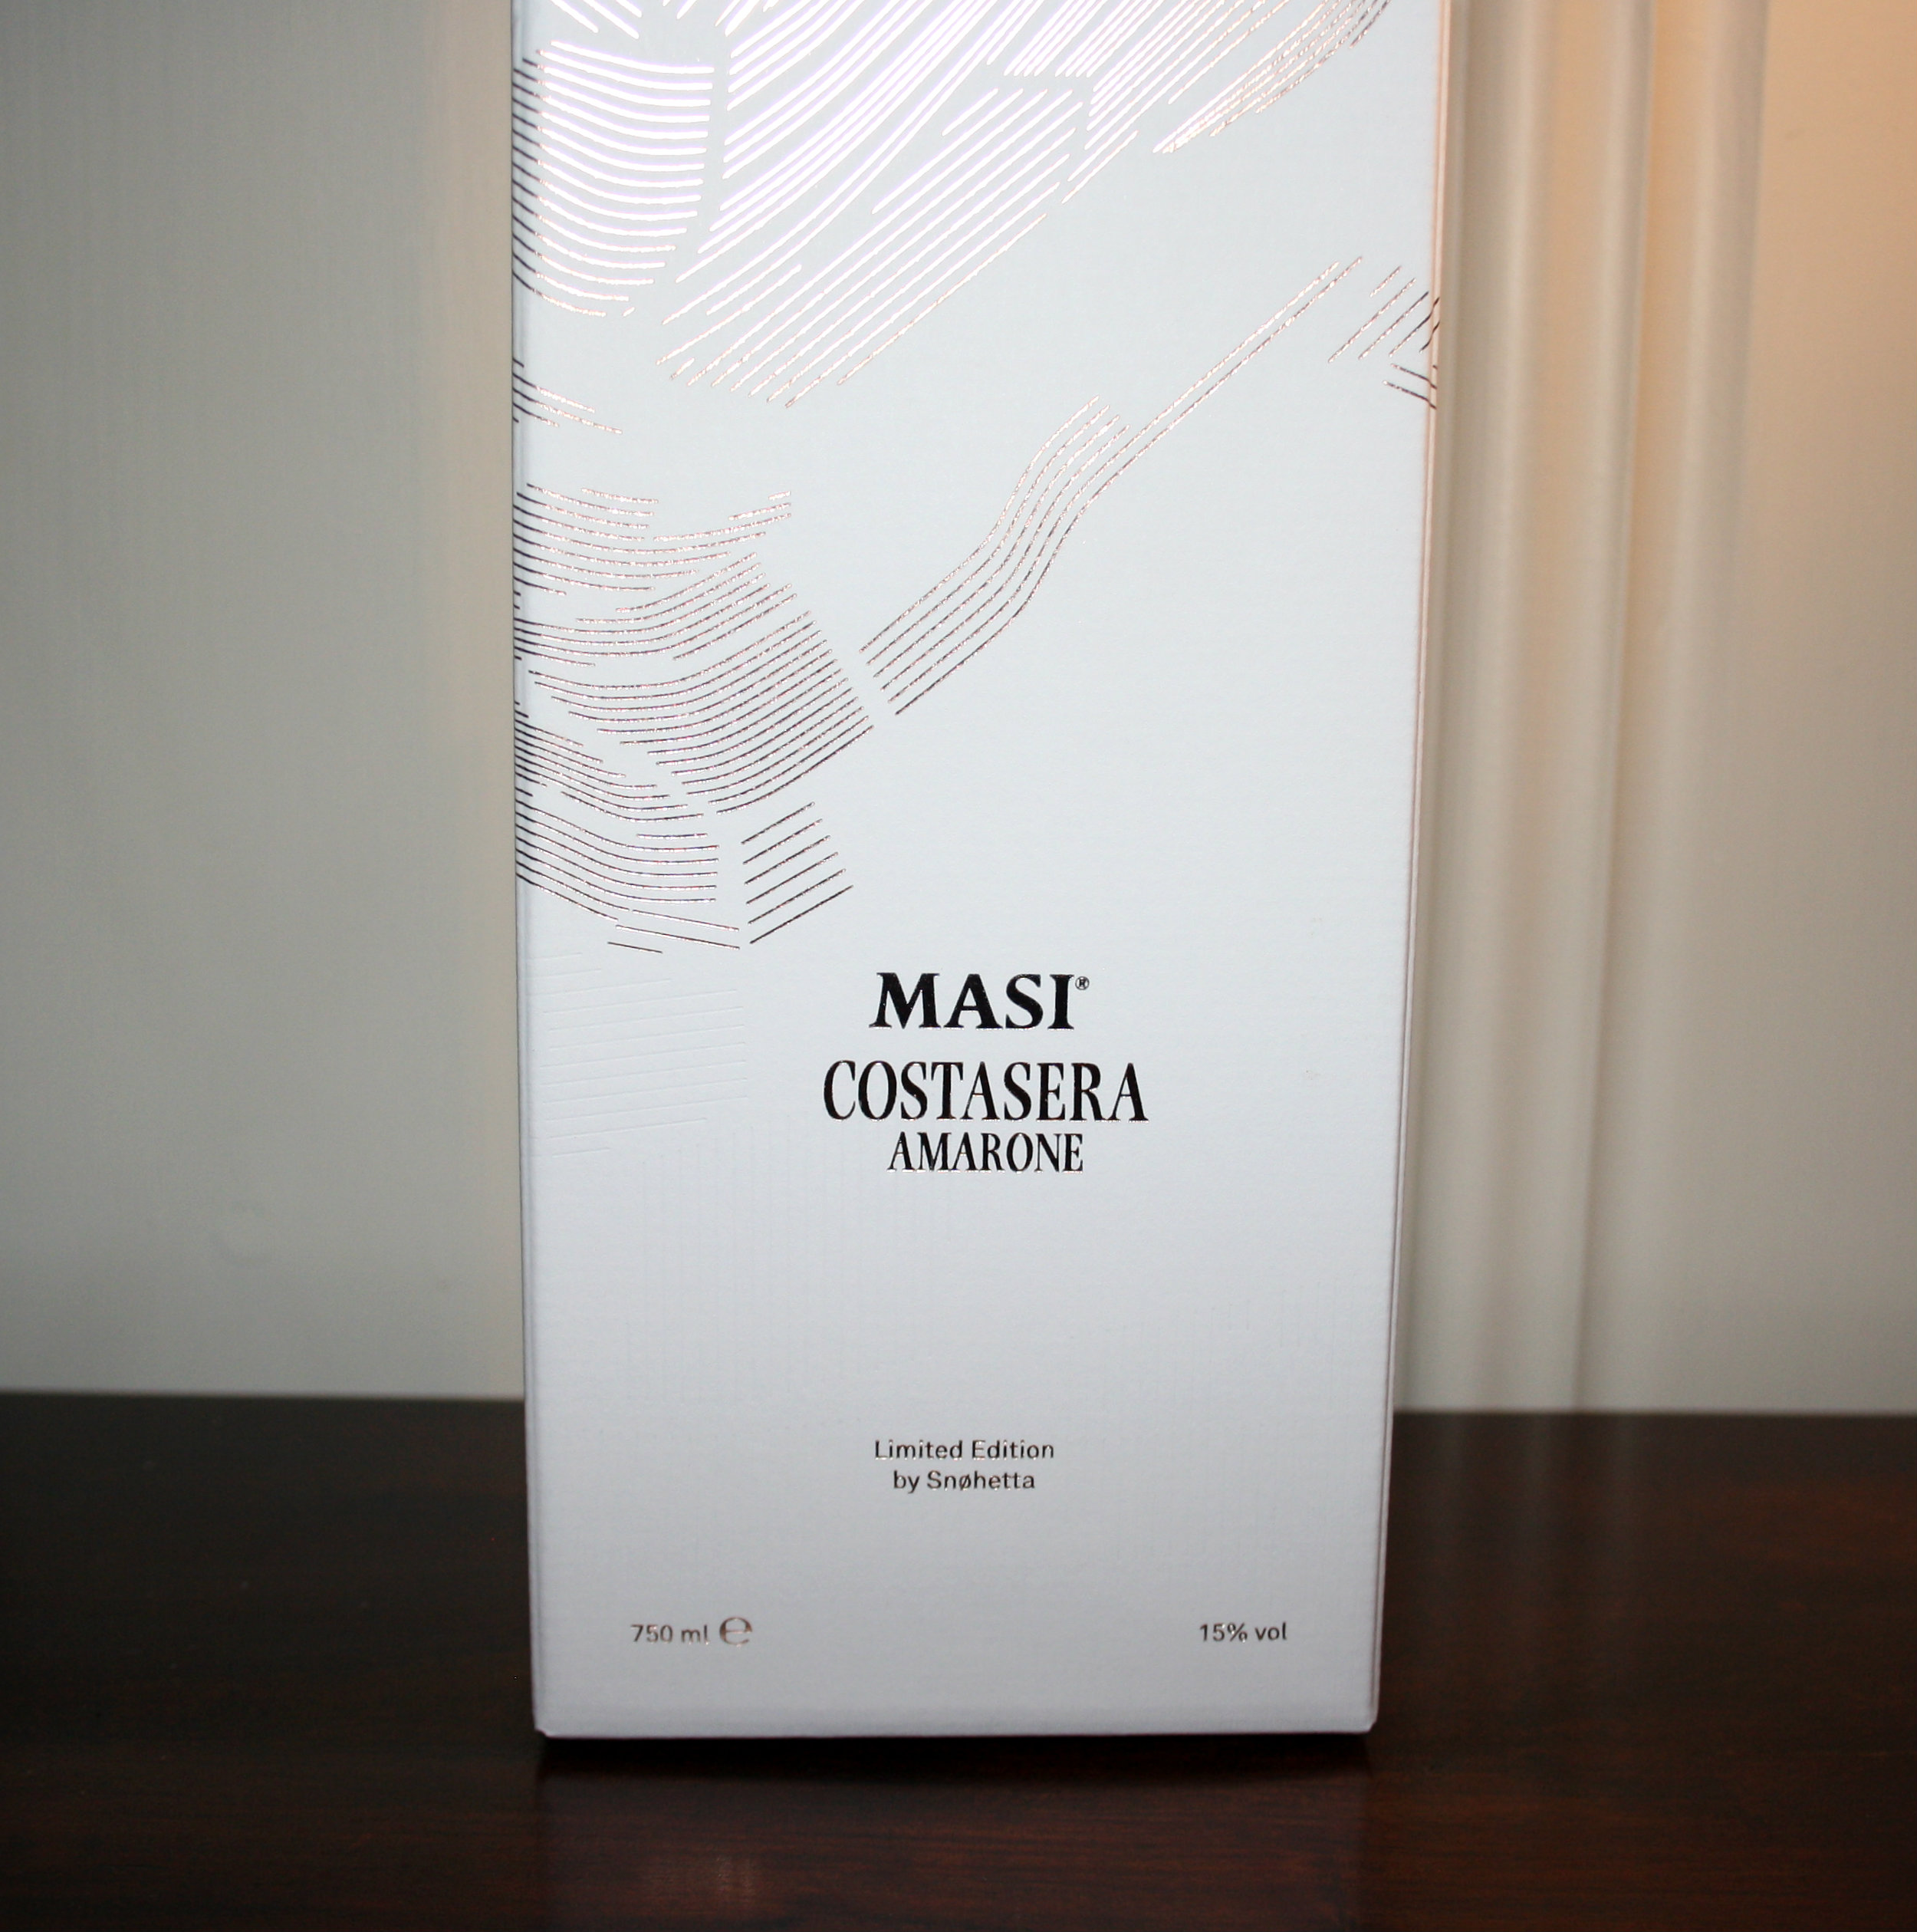 MASI®
COSTASERA
AMARONE
Limited Edition
by Snøhetta
750 ml ℮
15% vol